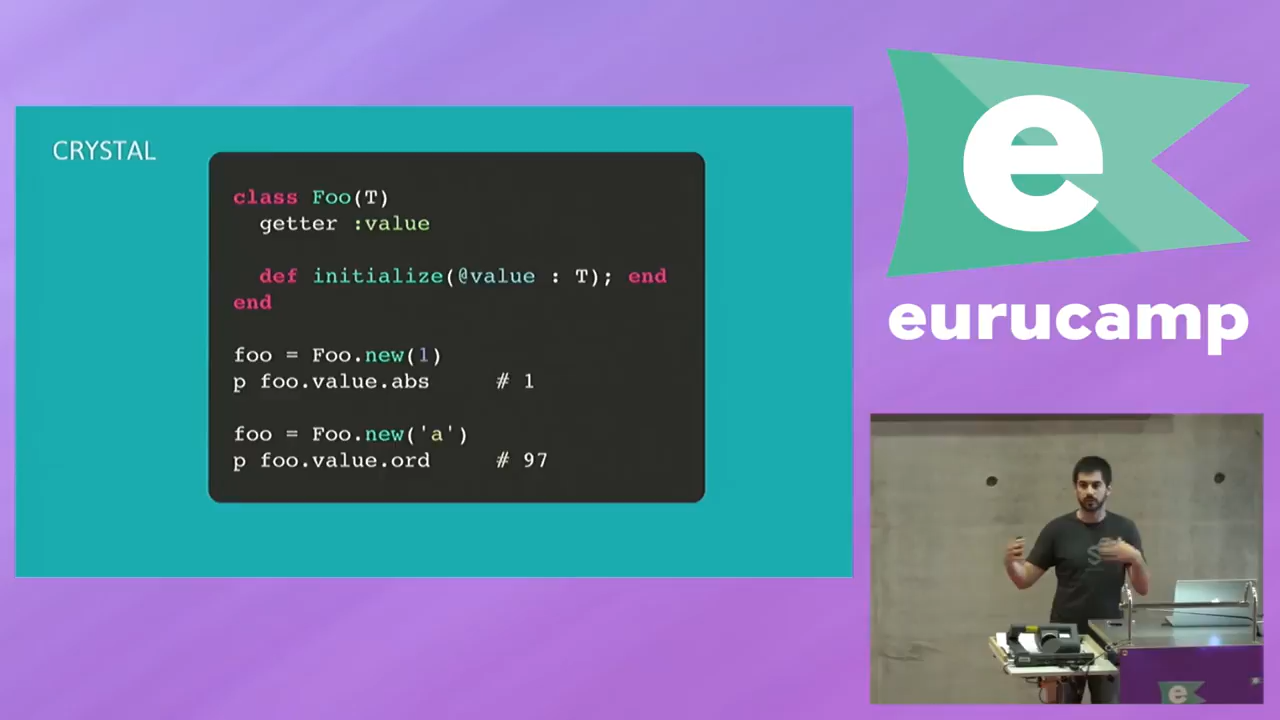 CRYSTAL
class Foo(T)
  getter :value
  def initialize(@value : T); end
end
foo = Foo.new(1)
p foo.value.abs     # 1
foo = Foo.new('a')
p foo.value.ord     # 97
e
eurucamp
S
e